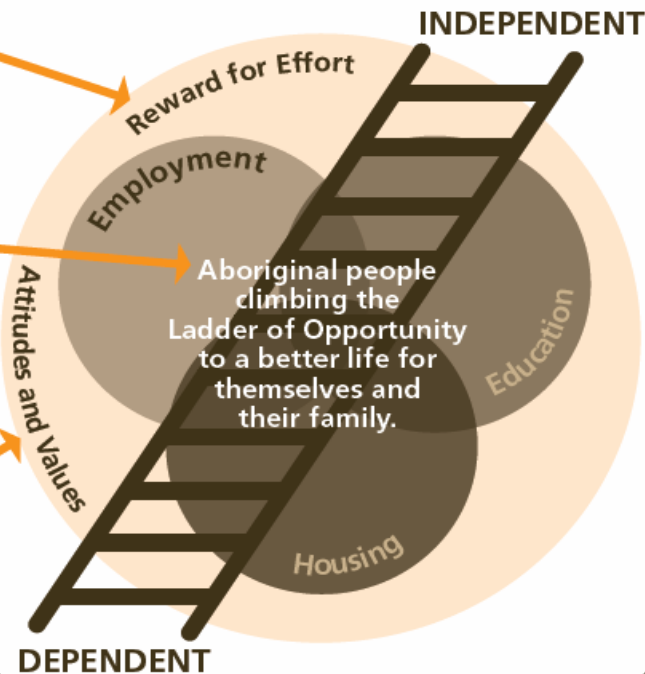 INDEPENDENT
Reward for Effort
Employment
Aboriginal people
climbing the
Ladder of Opportunity
to a better life for
themselves and
their family.
Attitudes and Values
Education
Housing
DEPENDENT